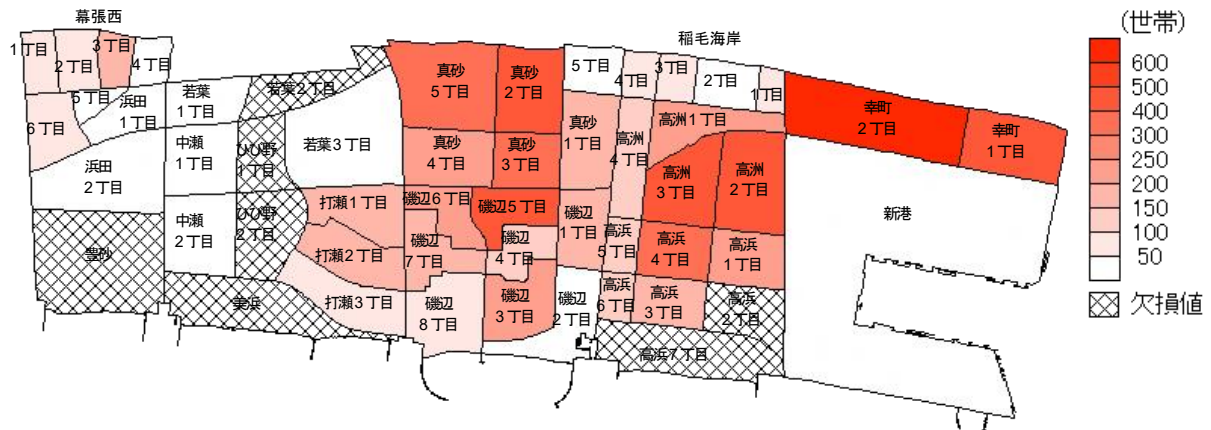 幕張西
1丁目
2丁目
3丁目
4丁目
5丁目
6丁目
浜田
1丁目
浜田
2丁目
若葉
1丁目
若葉2丁目
若葉3丁目
中瀬
1丁目
中瀬
2丁目
ひび野
1丁目
ひび野
2丁目
豊砂
美浜
打瀬1丁目
打瀬2丁目
打瀬3丁目
真砂
5丁目
真砂
2丁目
真砂
4丁目
真砂
3丁目
真砂
1丁目
磯辺6丁目
磯辺5丁目
磯辺
7丁目
磯辺
4丁目
磯辺
1丁目
磯辺
8丁目
磯辺
3丁目
磯辺
2丁目
稲毛海岸
5丁目
4丁目
3丁目
2丁目
1丁目
高洲1丁目
高洲
4丁目
高洲
3丁目
高洲
2丁目
高浜
5丁目
高浜
4丁目
高浜
1丁目
高浜
6丁目
高浜
3丁目
高浜
2丁目
高浜7丁目
幸町
2丁目
幸町
1丁目
新港
(世帯)
600
500
400
300
250
200
150
100
50
欠損値